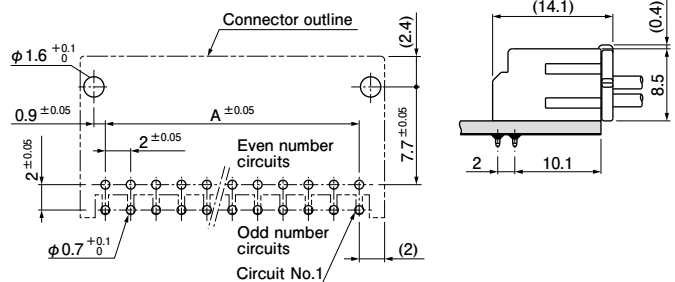 Connector outline
(2.4)
φ1.6 +0.1 0
0.9 ±0.05
A ±0.05
2 ±0.05
Even number
circuits
7.7 ±0.05
2 ±0.05
φ0.7 +0.1 0
Odd number
circuits
Circuit No.1
(2)
(14.1)
(0.4)
8.5
2
10.1